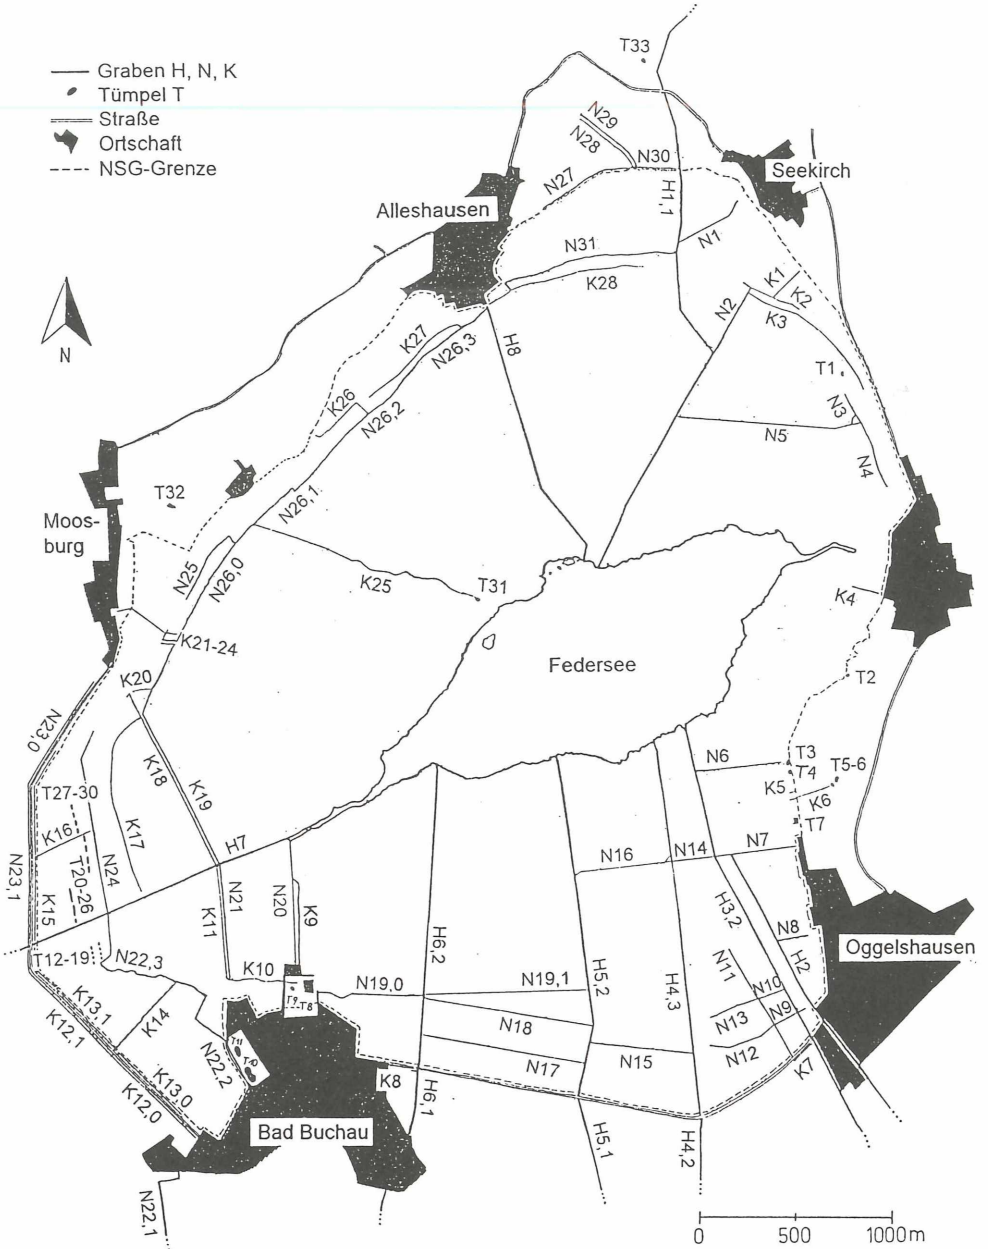 Graben H, N, K
Tümpel T
Straße
Ortschaft
NSG-Grenze
N
T33
N29
N28
N30
N27
H1,1
Seekirch
Alleshausen
N31
N1
K28
K1
K2
N2
K3
K27
N26,3
H8
T1
K26
N26,2
N3
N5
N4
T32
N26,1
Moos-
burg
N25
N26,0
K25
T31
K4
K21-24
Federsee
T2
K20
N23,0
K18
K19
N6
T3
T4
T5-6
K5
K6
T27-30
K16
K17
H7
T7
N16
N14
N7
N23,1
K15
T20-26
N24
K11
N21
N20
K9
H6,2
H3,2
N8
H2
Oggelshausen
T12-19
N22,3
K10
N19,0
N19,1
H5,2
H4,3
N11
N10
T9
T8
N9
N13
K13,1
K12,1
K14
N18
N12
N15
K7
T11
T10
N22,2
N17
K8
K13,0
K12,0
H6,1
Bad Buchau
H5,1
H4,2
N22,1
0 500 1000m